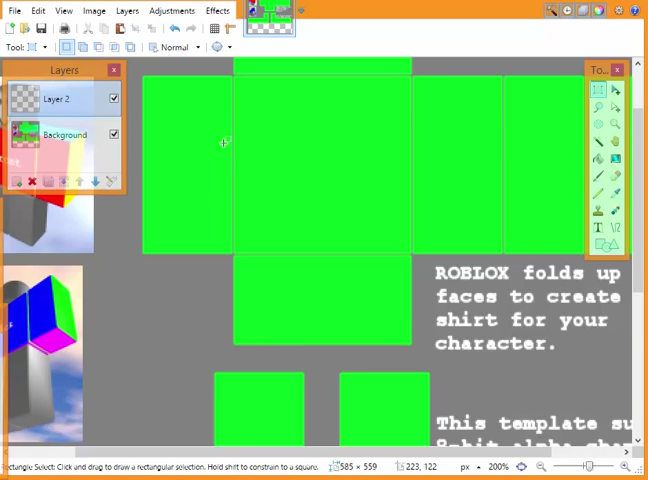 File Edit View Image Layers Adjustments Effects
Tool: Normal
Layers
Layer 2
Background
To...
ROBLOX folds up
faces to create
shirt for your
character.
This template su
Rectangle Select: Click and drag to draw a rectangular selection. Hold shift to constrain to a square. 585 × 559 223, 122 px 200%